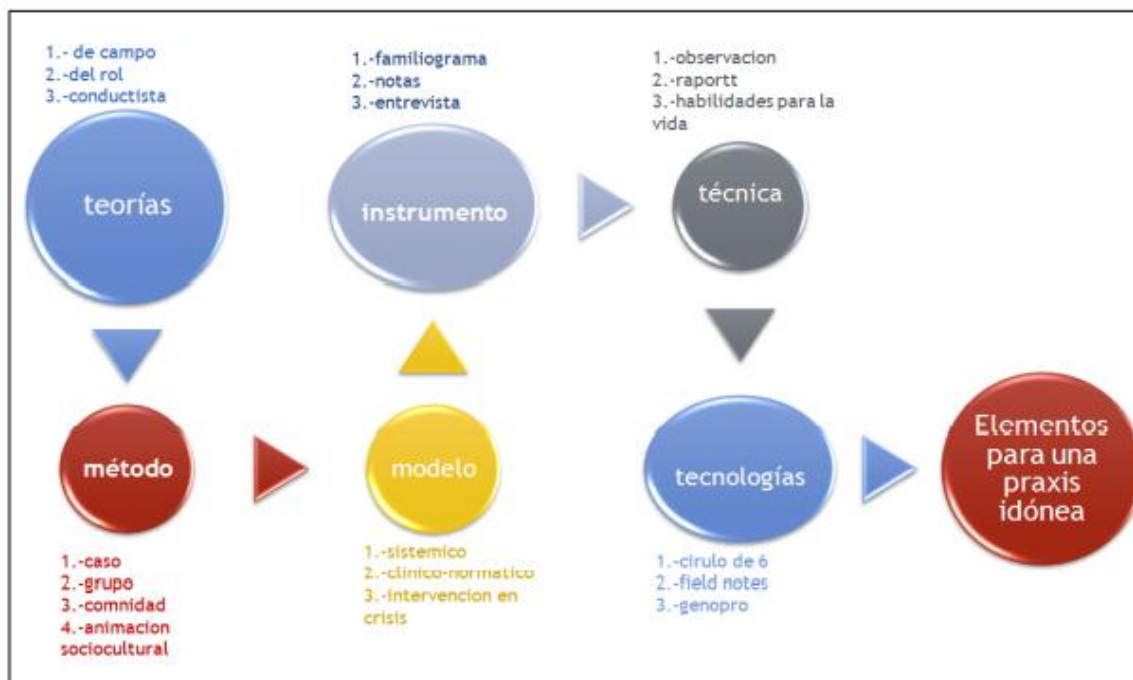 1.- de campo
2.-del rol
3.-conductista
teorías
método
1.-caso
2.-grupo
3.-comnidad
4.-animacion
sociocultural
modelo
1.-sistemico
2.-clinico-normatico
3.-intervencion en
crisis
1.-familiograma
2.-notas
3.-entrevista
instrumento
1.-observacion
2.-raportt
3.-habilidades para la
vida
técnica
tecnologías
1.-cirulo de 6
2.-field notes
3.-genopro
Elementos
para una
praxis
idónea